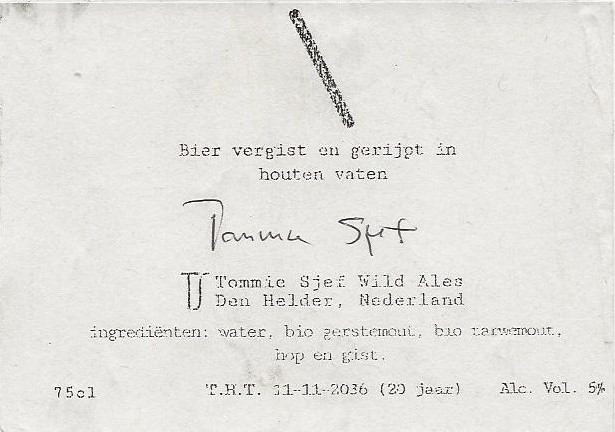 Bier vergist en gerijpt in
houten vaten
Tommie Sjef
TS
Tommie Sjef Wild Ales
Den Helder, Nederland
ingrediënten: water, bio gerstemout, bio tarwemout,
hop en gist.
75cl T.H.T. 11-11-2036 (20 jaar) Alc. Vol. 5%